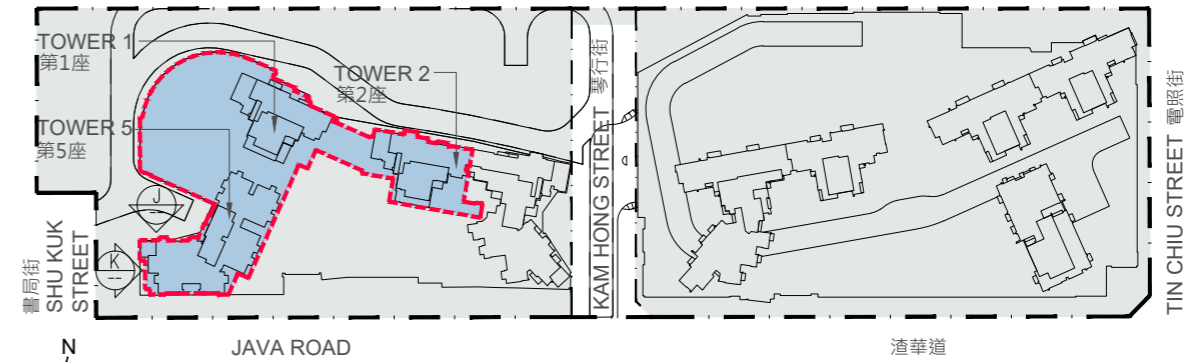 TOWER 1
第1座
TOWER 2
第2座
TOWER 5
第5座
J
--
K
--
書局街
SHU KUK
STREET
KAM HONG STREET 琴行街
TIN CHIU STREET 電照街
N
JAVA ROAD
渣華道